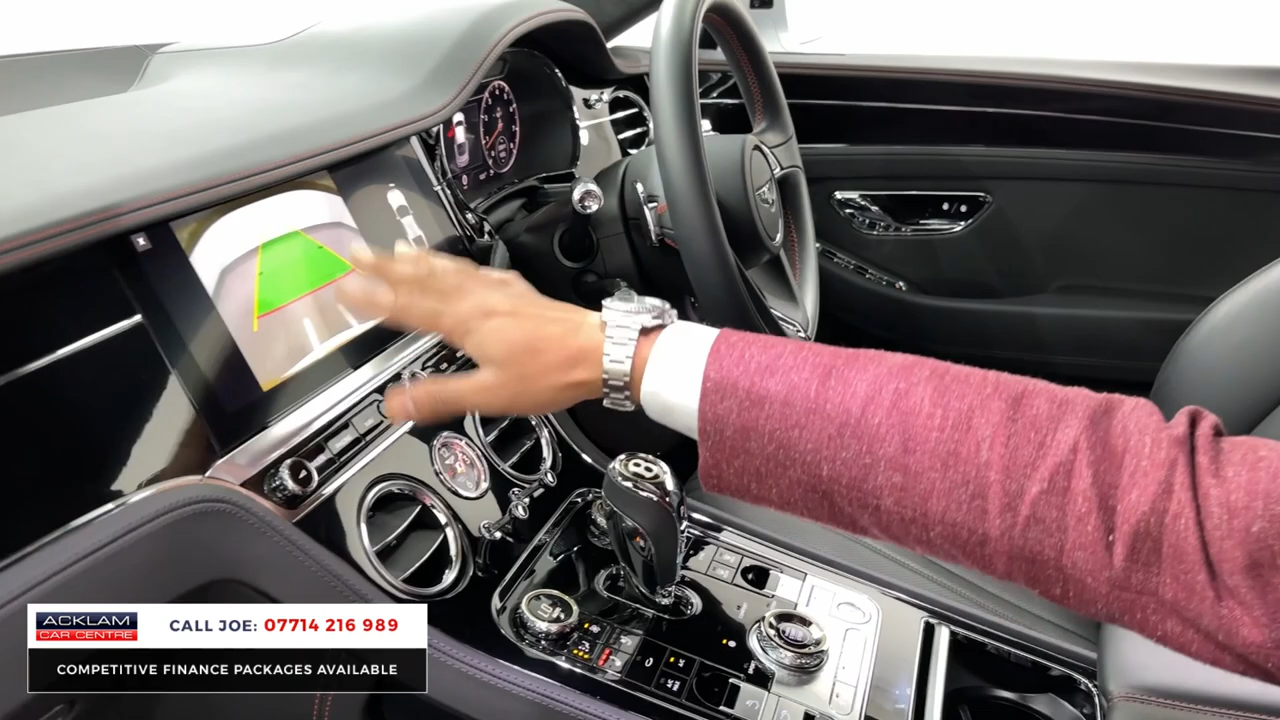 ACKLAM
CAR CENTRE
CALL JOE: 07714 216 989
COMPETITIVE FINANCE PACKAGES AVAILABLE
B